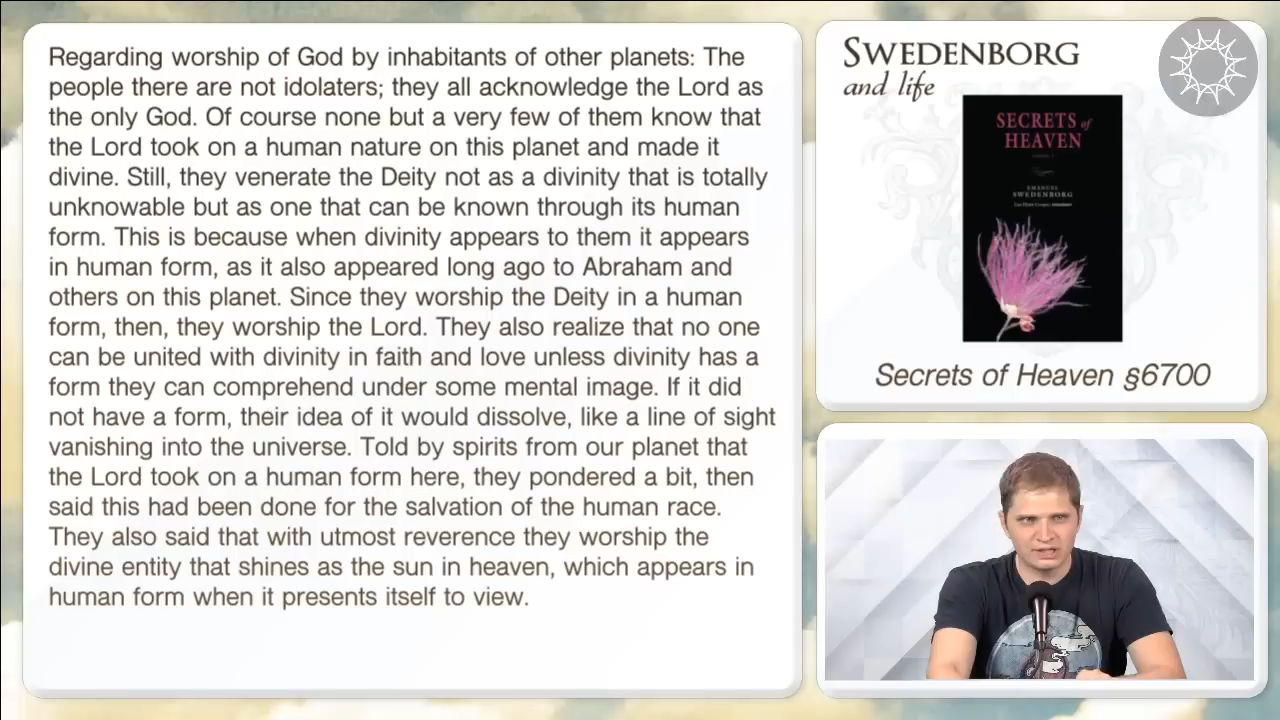 Regarding worship of God by inhabitants of other planets: The
people there are not idolaters; they all acknowledge the Lord as
the only God. Of course none but a very few of them know that
the Lord took on a human nature on this planet and made it
divine. Still, they venerate the Deity not as a divinity that is totally
unknowable but as one that can be known through its human
form. This is because when divinity appears to them it appears
in human form, as it also appeared long ago to Abraham and
others on this planet. Since they worship the Deity in a human
form, then, they worship the Lord. They also realize that no one
can be united with divinity in faith and love unless divinity has a
form they can comprehend under some mental image. If it did
not have a form, their idea of it would dissolve, like a line of sight
vanishing into the universe. Told by spirits from our planet that
the Lord took on a human form here, they pondered a bit, then
said this had been done for the salvation of the human race.
They also said that with utmost reverence they worship the
divine entity that shines as the sun in heaven, which appears in
human form when it presents itself to view.
SWEDENBORG
and life
SECRETS of
HEAVEN
EMANUEL
SWEDENBORG
Secrets of Heaven §6700